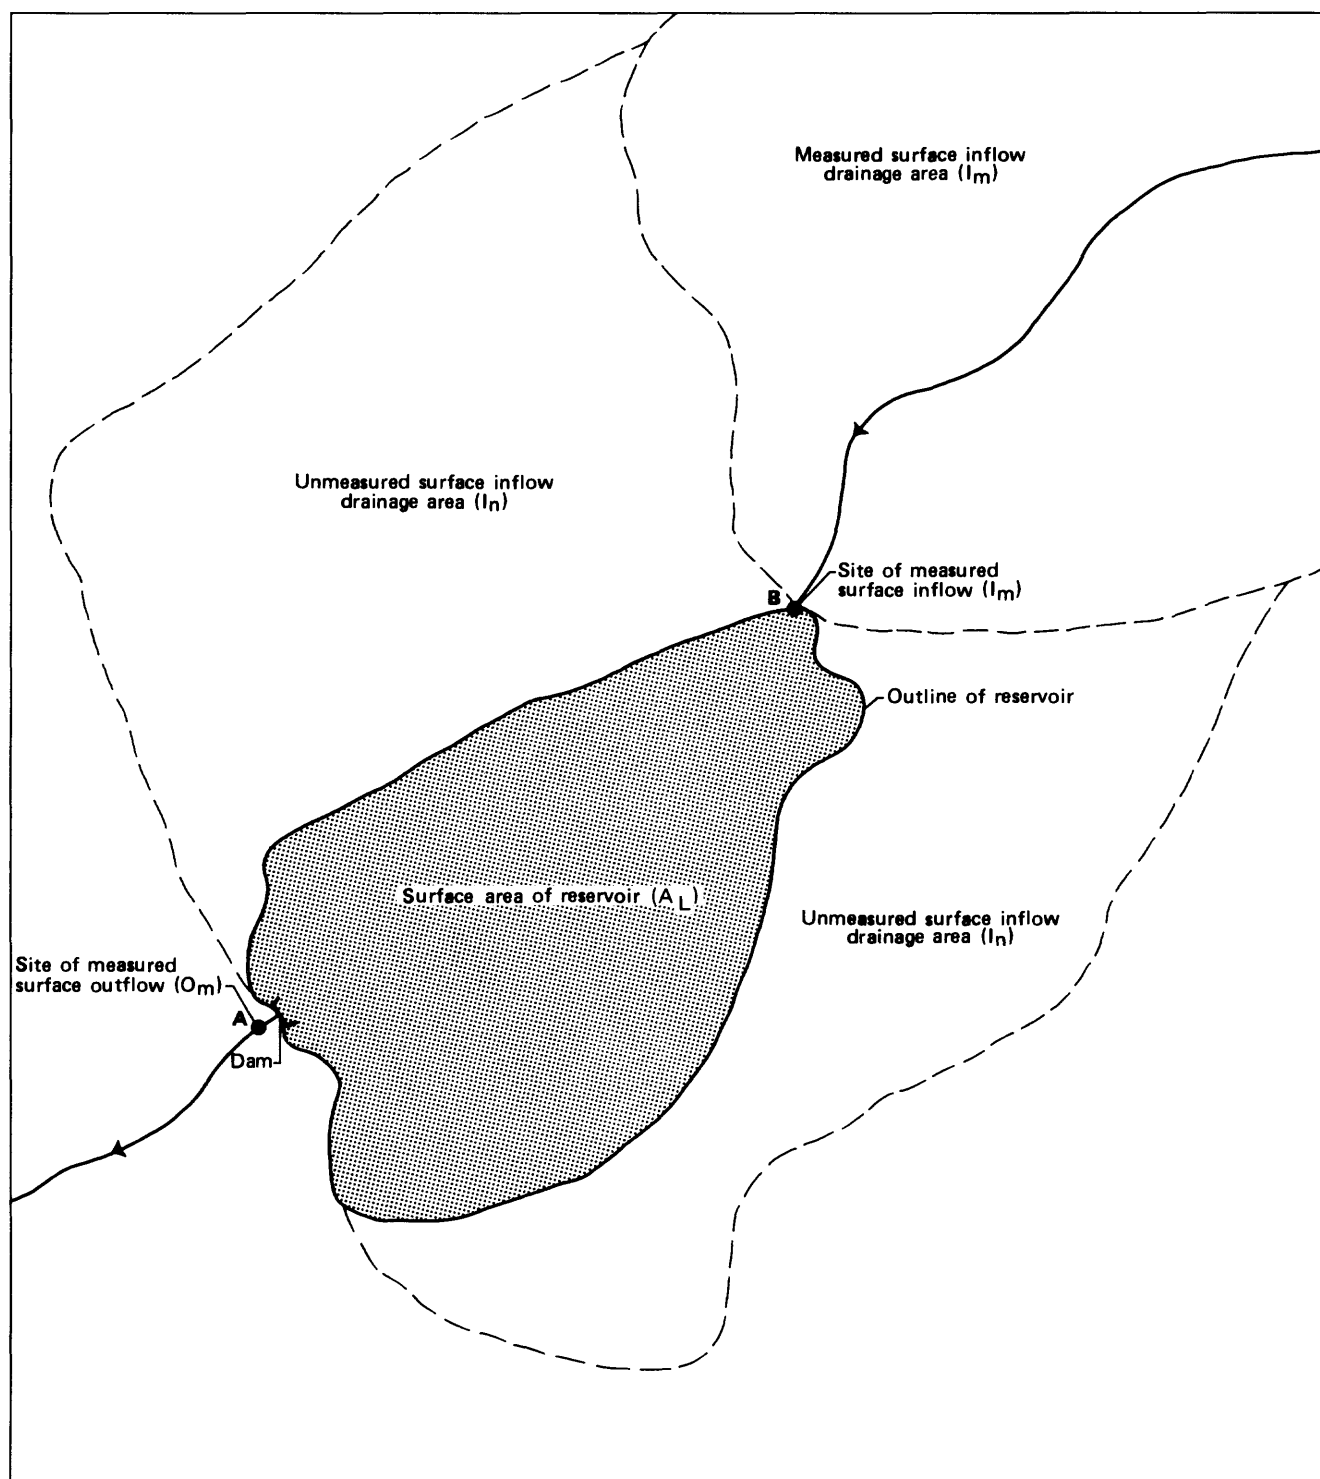 Measured surface inflow
drainage area (Im)
Unmeasured surface inflow
drainage area (In)
Site of measured
surface inflow (Im)
B
Outline of reservoir
Surface area of reservoir (AL)
Unmeasured surface inflow
drainage area (In)
Site of measured
surface outflow (Om)
A
Dam